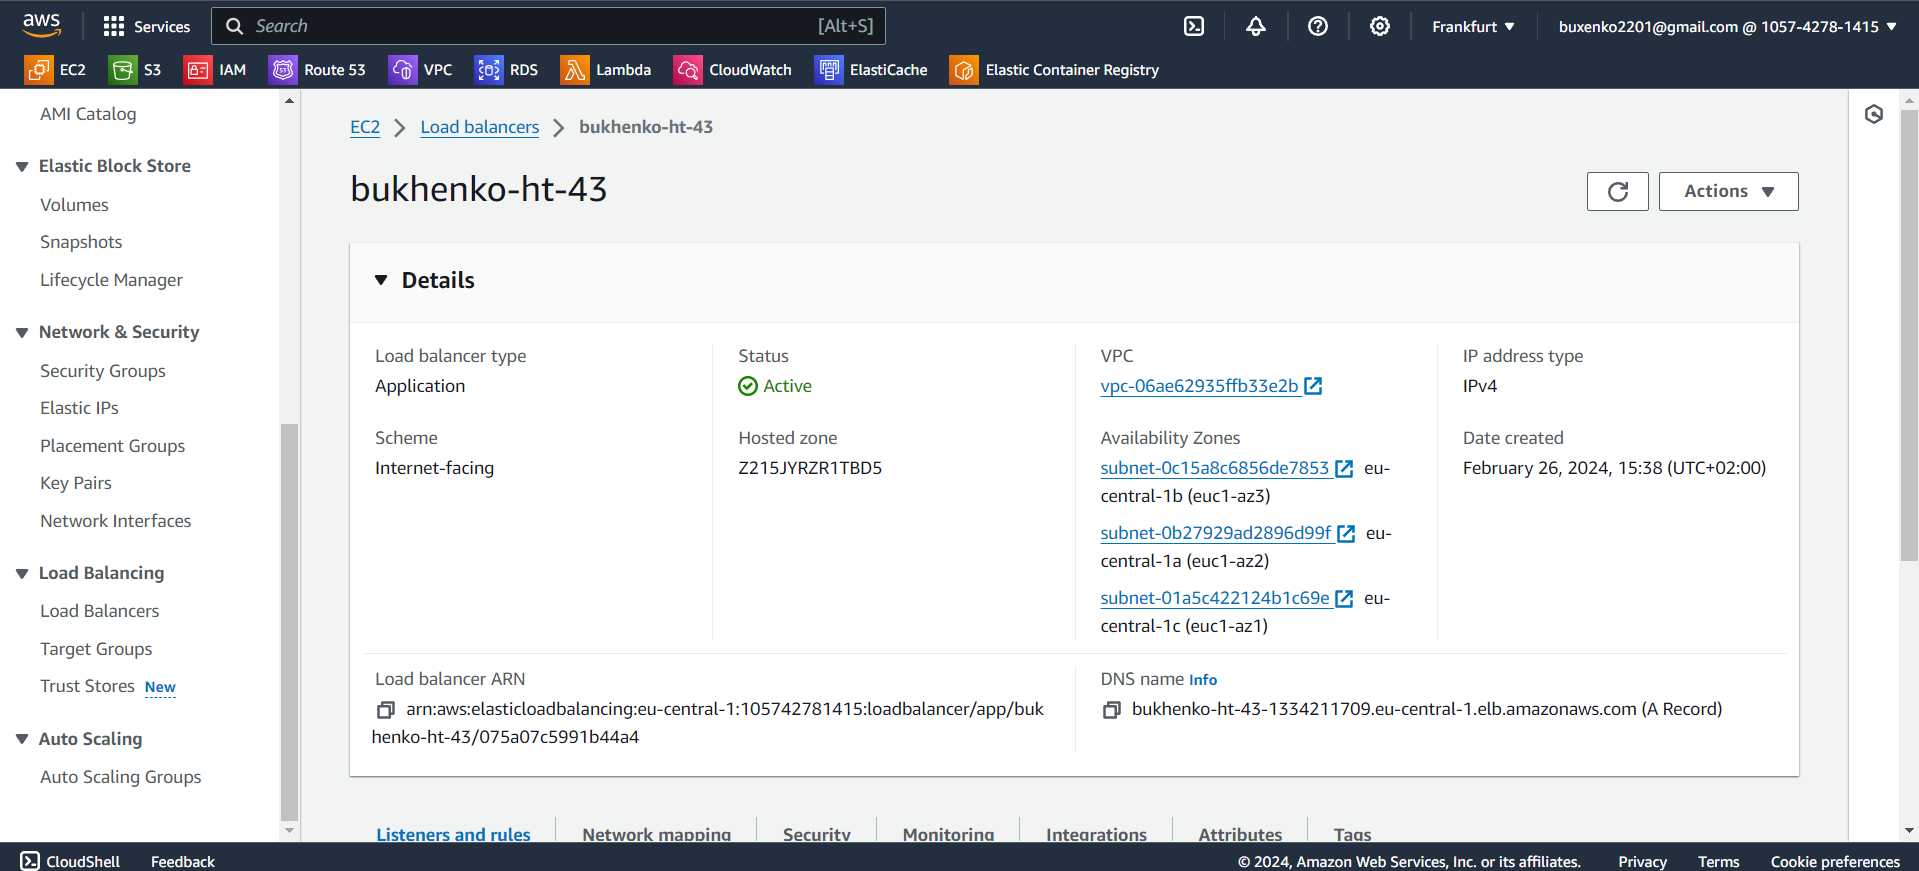 aws
Services
Search [Alt+S]
Frankfurt
buxenko2201@gmail.com @ 1057-4278-1415
EC2 S3 IAM Route 53 VPC RDS Lambda CloudWatch ElastiCache Elastic Container Registry
AMI Catalog
Elastic Block Store
Volumes
Snapshots
Lifecycle Manager
Network & Security
Security Groups
Elastic IPs
Placement Groups
Key Pairs
Network Interfaces
Load Balancing
Load Balancers
Target Groups
Trust Stores New
Auto Scaling
Auto Scaling Groups
EC2 > Load balancers > bukhenko-ht-43
bukhenko-ht-43
Actions
Details
Load balancer type
Application
Scheme
Internet-facing
Status
Active
Hosted zone
Z215JYRZR1TBD5
VPC
vpc-06ae62935ffb33e2b
Availability Zones
subnet-0c15a8c6856de7853 eu-
central-1b (euc1-az3)
subnet-0b27929ad2896d99f eu-
central-1a (euc1-az2)
subnet-01a5c422124b1c69e eu-
central-1c (euc1-az1)
IP address type
IPv4
Date created
February 26, 2024, 15:38 (UTC+02:00)
Load balancer ARN
arn:aws:elasticloadbalancing:eu-central-1:105742781415:loadbalancer/app/buk
henko-ht-43/075a07c5991b44a4
DNS name Info
bukhenko-ht-43-1334211709.eu-central-1.elb.amazonaws.com (A Record)
Listeners and rules Network mapping Security Monitoring Integrations Attributes Tags
CloudShell Feedback
© 2024, Amazon Web Services, Inc. or its affiliates. Privacy Terms Cookie preferences